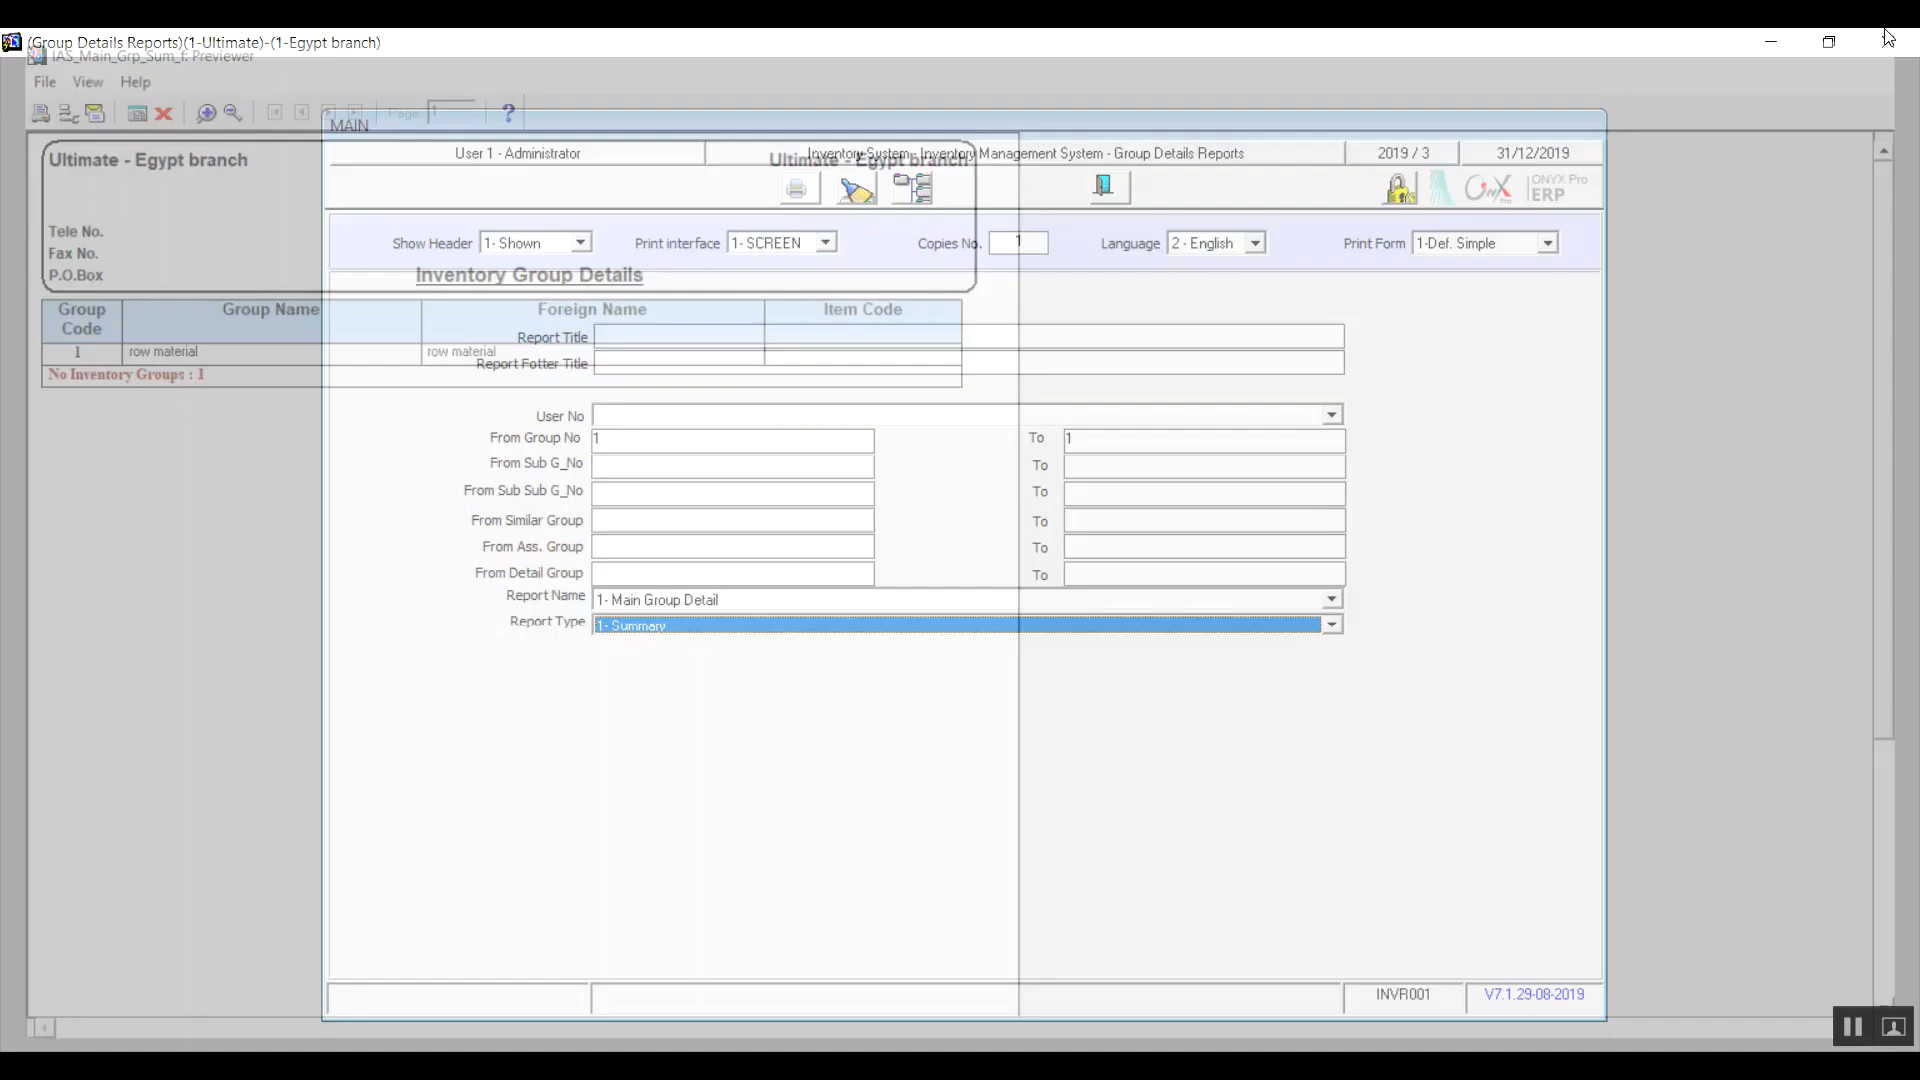 (Group Details Reports)(1-Ultimate)-(1-Egypt branch)
IAS_Main_Grp_Sum_f: Previewer
File View Help
Page: 1
MAIN
User 1 - Administrator
Inventory System - Inventory Management System - Group Details Reports
2019 / 3
31/12/2019
Ultimate - Egypt branch
Ultimate - Egypt branch
ONYX Pro
ERP
Tele No.
Fax No.
P.O.Box
Show Header 1- Shown
Print interface 1- SCREEN
Copies No. 1
Language 2 - English
Print Form 1-Def. Simple
Inventory Group Details
Group Code Group Name Foreign Name Item Code
1 row material row material
No Inventory Groups : 1
Report Title
Report Fotter Title
User No
From Group No 1 To 1
From Sub G_No To
From Sub Sub G_No To
From Similar Group To
From Ass. Group To
From Detail Group To
Report Name 1- Main Group Detail
Report Type 1- Summary
INVR001
V7.1.29-08-2019